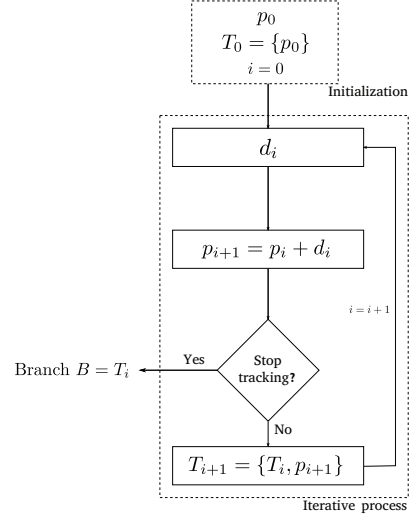 p₀
T₀ = {p₀}
i = 0
Initialization
dᵢ
pᵢ₊₁ = pᵢ + dᵢ
i = i + 1
Stop
tracking?
Yes
Branch B = Tᵢ
No
Tᵢ₊₁ = {Tᵢ, pᵢ₊₁}
Iterative process